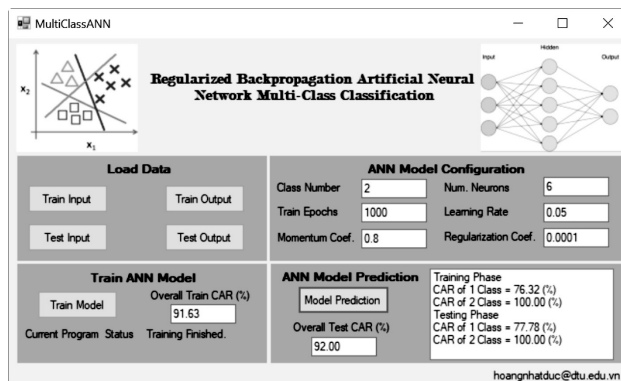 MultiClassANN
Regularized Backpropagation Artificial Neural
Network Multi-Class Classification
x2
x1
Input
Hidden
Output
Load Data
Train Input
Train Output
Test Input
Test Output
ANN Model Configuration
Class Number 2 Num. Neurons 6
Train Epochs 1000 Learning Rate 0.05
Momentum Coef. 0.8 Regularization Coef. 0.0001
Train ANN Model
Train Model
Overall Train CAR (%)
91.63
Current Program Status Training Finished.
ANN Model Prediction
Model Prediction
Overall Test CAR (%)
92.00
Training Phase
CAR of 1 Class = 76.32 (%)
CAR of 2 Class = 100.00 (%)
Testing Phase
CAR of 1 Class = 77.78 (%)
CAR of 2 Class = 100.00 (%)
hoangnhatduc@dtu.edu.vn